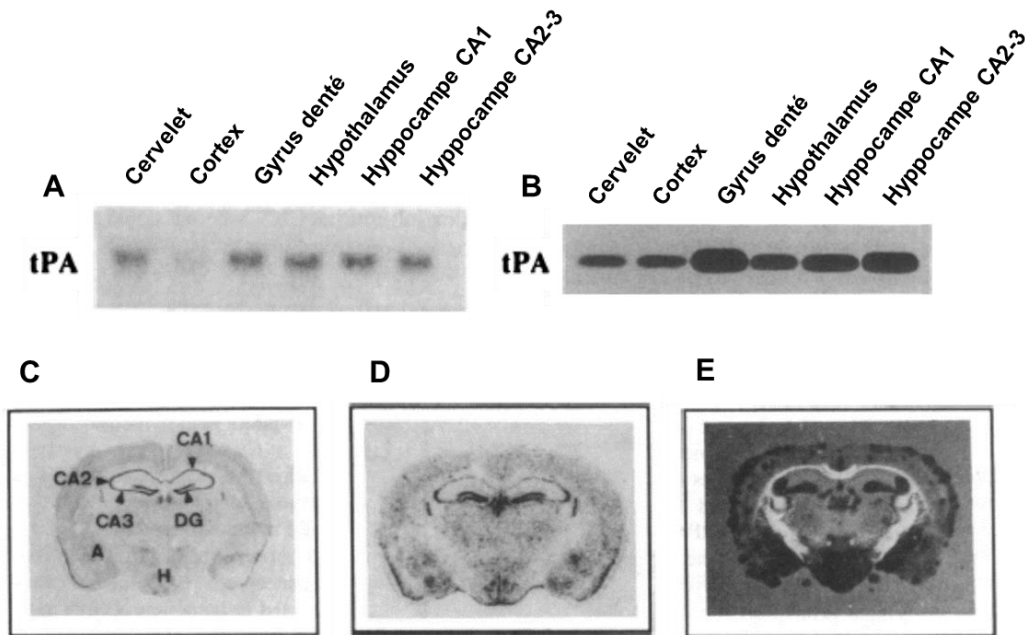 A
Cervelet
Cortex
Gyrus denté
Hypothalamus
Hyppocampe CA1
Hyppocampe CA2-3
tPA
B
Cervelet
Cortex
Gyrus denté
Hypothalamus
Hyppocampe CA1
Hyppocampe CA2-3
tPA
C
CA1
CA2
CA3
DG
A
H
D
E